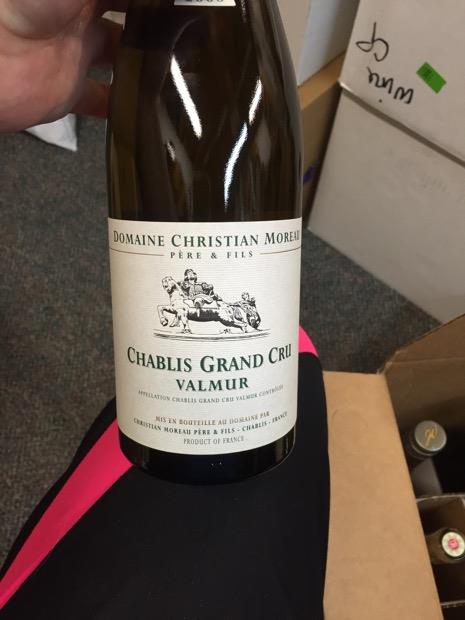 DOMAINE CHRISTIAN MOREAU
PÈRE & FILS
CHABLIS GRAND CRU
VALMUR
APPELLATION CHABLIS GRAND CRU VALMUR CONTRÔLÉE
MIS EN BOUTEILLE AU DOMAINE PAR
CHRISTIAN MOREAU PÈRE & FILS - CHABLIS - FRANCE
PRODUCT OF FRANCE
wine